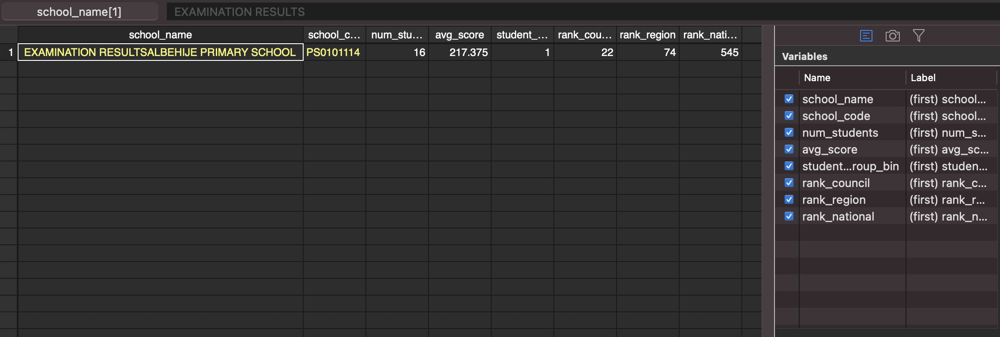 school_name[1] EXAMINATION RESULTS
school_name school_c... num_stu... avg_score student_... rank_cou... rank_region rank_nati...
1 EXAMINATION RESULTSALBEHIJE PRIMARY SCHOOL PS0101114 16 217.375 1 22 74 545
Variables
Name Label
school_name (first) school...
school_code (first) school...
num_students (first) num_s...
avg_score (first) avg_sc...
student...roup_bin (first) studen...
rank_council (first) rank_c...
rank_region (first) rank_r...
rank_national (first) rank_n...